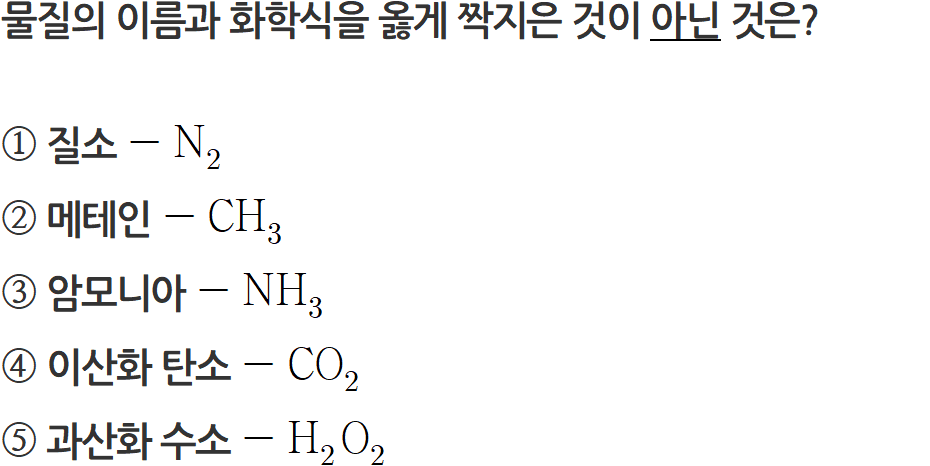 물질의 이름과 화학식을 옳게 짝지은 것이 아닌 것은?
① 질소 − N₂
② 메테인 − CH₃
③ 암모니아 − NH₃
④ 이산화 탄소 − CO₂
⑤ 과산화 수소 − H₂O₂